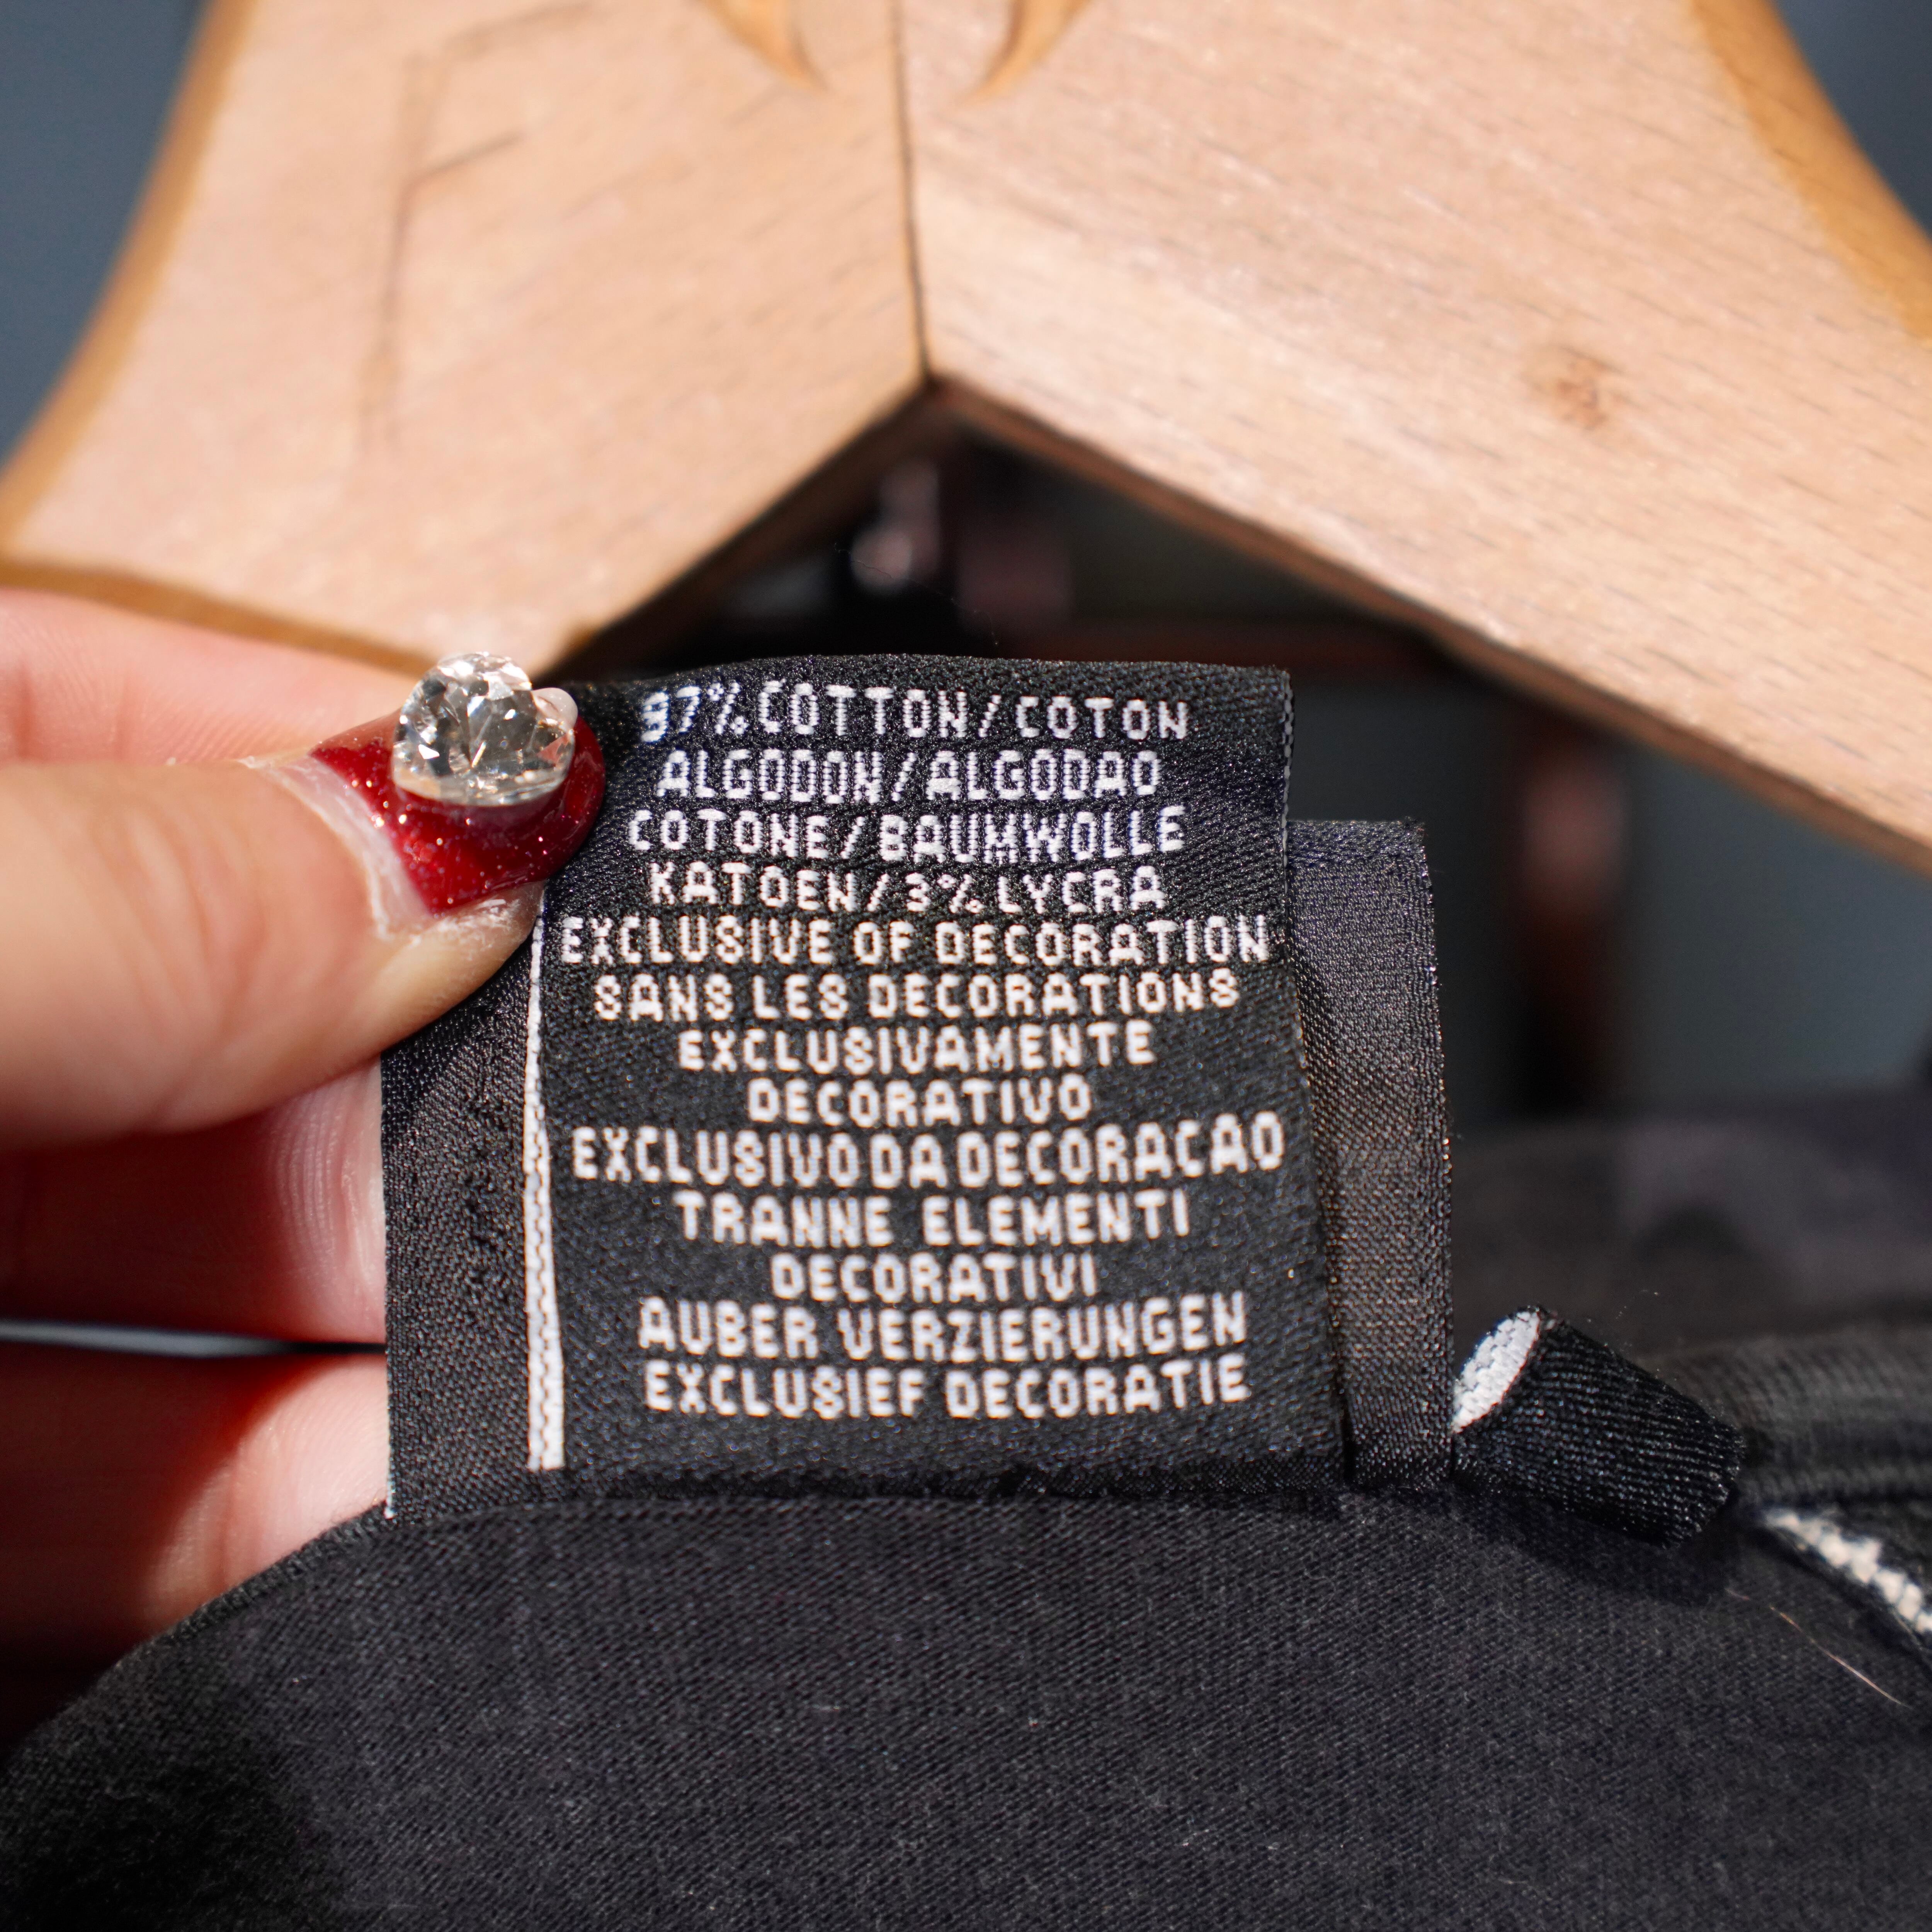 97% COTTON/COTON
ALGODON/ALGODAO
COTONE/BAUMWOLLE
KATOEN/3% LYCRA
EXCLUSIVE OF DECORATION
SANS LES DECORATIONS
EXCLUSIVAMENTE
DECORATIVO
EXCLUSIVO DA DECORACAO
TRANNE ELEMENTI
DECORATIVI
AUBER VERZIERUNGEN
EXCLUSIEF DECORATIE